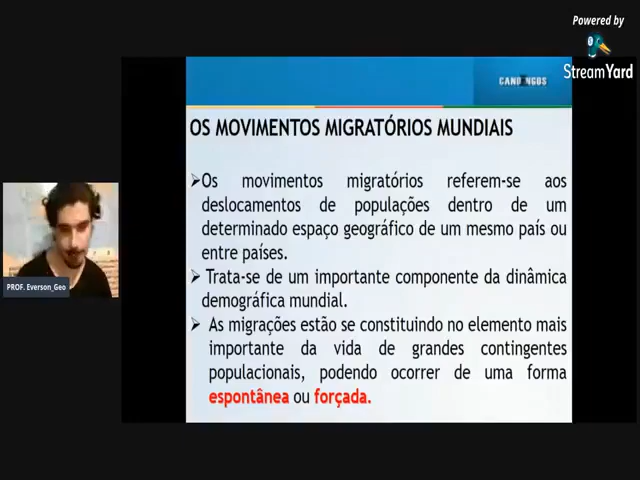 Powered by
StreamYard
CANDANGOS
OS MOVIMENTOS MIGRATÓRIOS MUNDIAIS
Os movimentos migratórios referem-se aos
deslocamentos de populações dentro de um
determinado espaço geográfico de um mesmo país ou
entre países.
Trata-se de um importante componente da dinâmica
demográfica mundial.
As migrações estão se constituindo no elemento mais
importante da vida de grandes contingentes
populacionais, podendo ocorrer de uma forma
espontânea ou forçada.
PROF. Everson_Geo